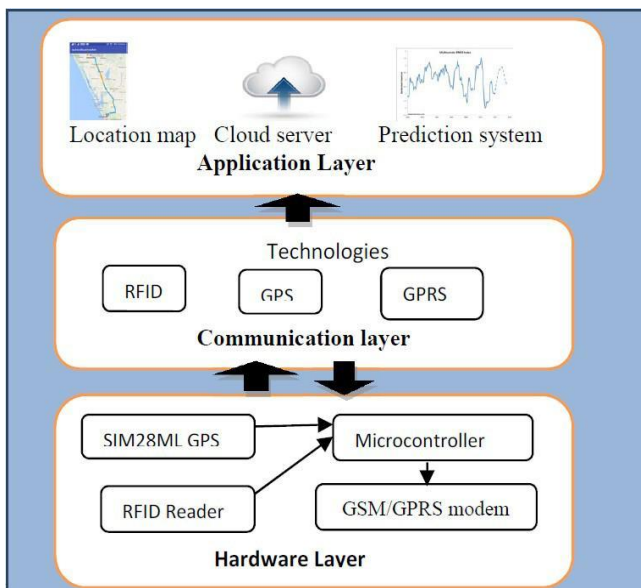 Location map Cloud server Prediction system
Application Layer
Technologies
RFID GPS GPRS
Communication layer
SIM28ML GPS Microcontroller
RFID Reader GSM/GPRS modem
Hardware Layer